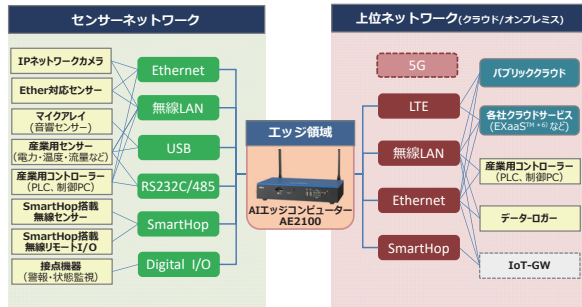 センサーネットワーク
IPネットワークカメラ
Ether対応センサー
マイクアレイ
(音響センサー)
産業用センサー
(電力・温度・流量など)
産業用コントローラー
(PLC、制御PC)
SmartHop搭載
無線センサー
SmartHop搭載
無線リモートI/O
接点機器
(警報・状態監視)
Ethernet
無線LAN
USB
RS232C/485
SmartHop
Digital I/O
エッジ領域
AIエッジコンピューター
AE2100
上位ネットワーク(クラウド/オンプレミス)
5G
LTE
無線LAN
Ethernet
SmartHop
パブリッククラウド
各社クラウドサービス
(EXaaS™ *6) など)
産業用コントローラー
(PLC、制御PC)
データーロガー
IoT-GW